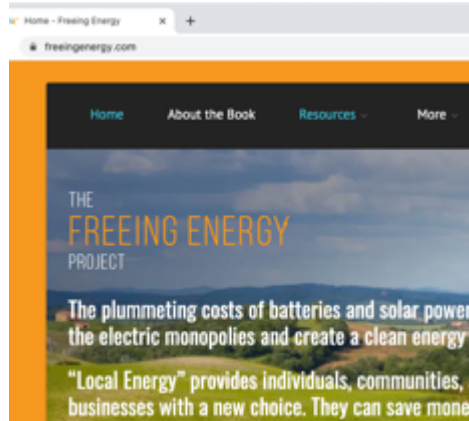 Home - Freeing Energy
freeingenergy.com
Home About the Book Resources More
THE
FREEING ENERGY
PROJECT
The plummeting costs of batteries and solar power
the electric monopolies and create a clean energy
“Local Energy” provides individuals, communities,
businesses with a new choice. They can save mone